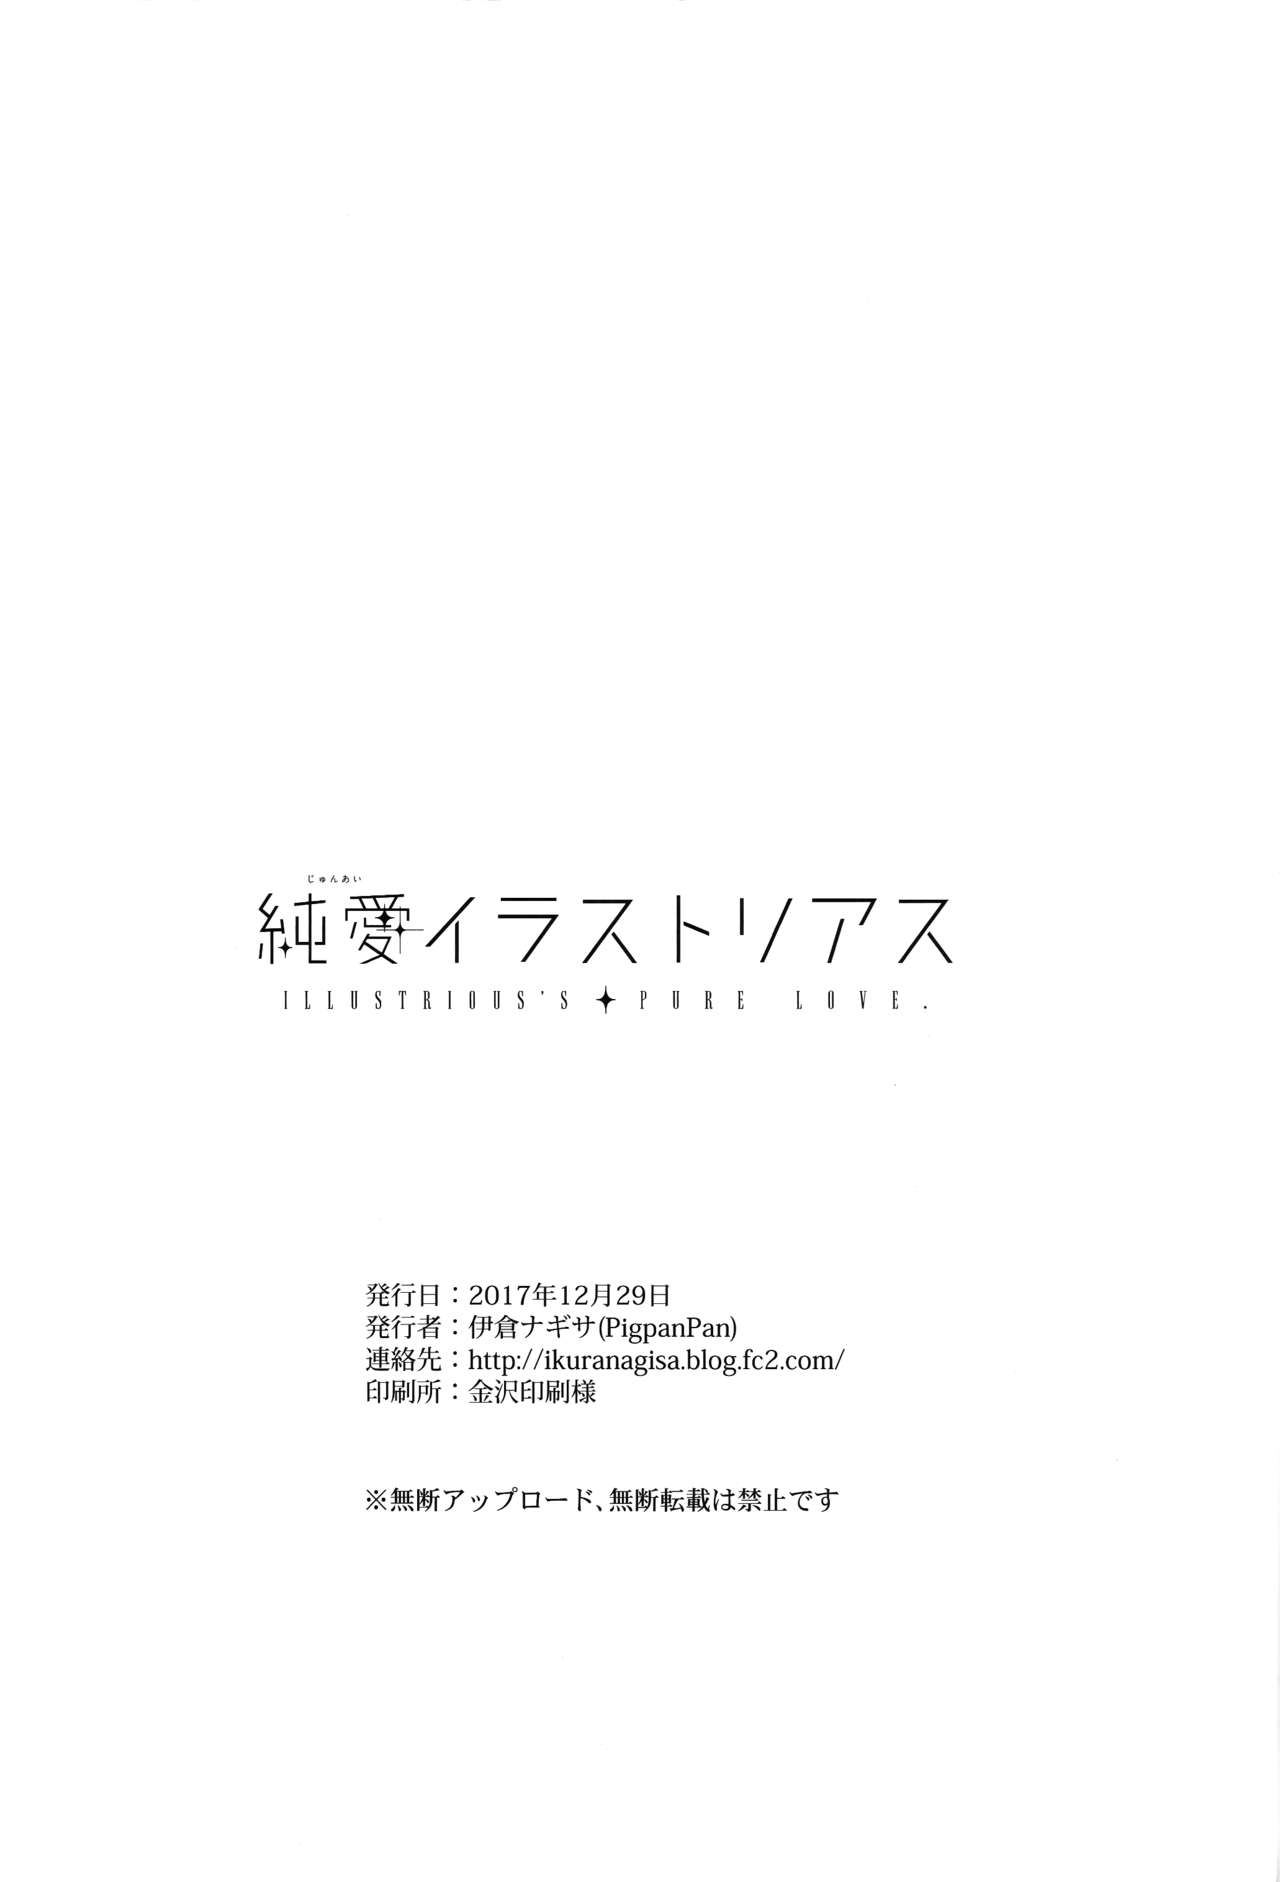 じゅんあい
純愛イラストリアス
ILLUSTRIOUS'S PURE LOVE.
発行日：2017年12月29日
発行者：伊倉ナギサ(PigpanPan)
連絡先：http://ikuranagisa.blog.fc2.com/
印刷所：金沢印刷様
※無断アップロード、無断転載は禁止です